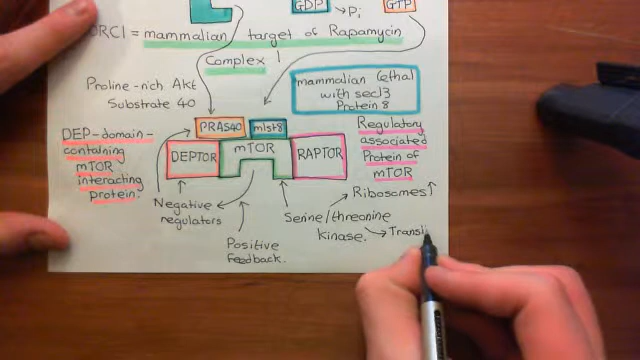 GDP
Pi
GTP
ORC1 = mammalian target of Rapamycin
Complex 1
Proline-rich Akt
Substrate 40
mammalian lethal
with sec13
Protein 8
PRAS40
mlst8
DEPTOR
mTOR
RAPTOR
DEP-domain-
containing
mTOR
interacting
protein.
Regulatory
associated
Protein of
mTOR
Negative
regulators
Positive
feedback.
Serine/threonine
kinase.
Ribosomes↑
Transl